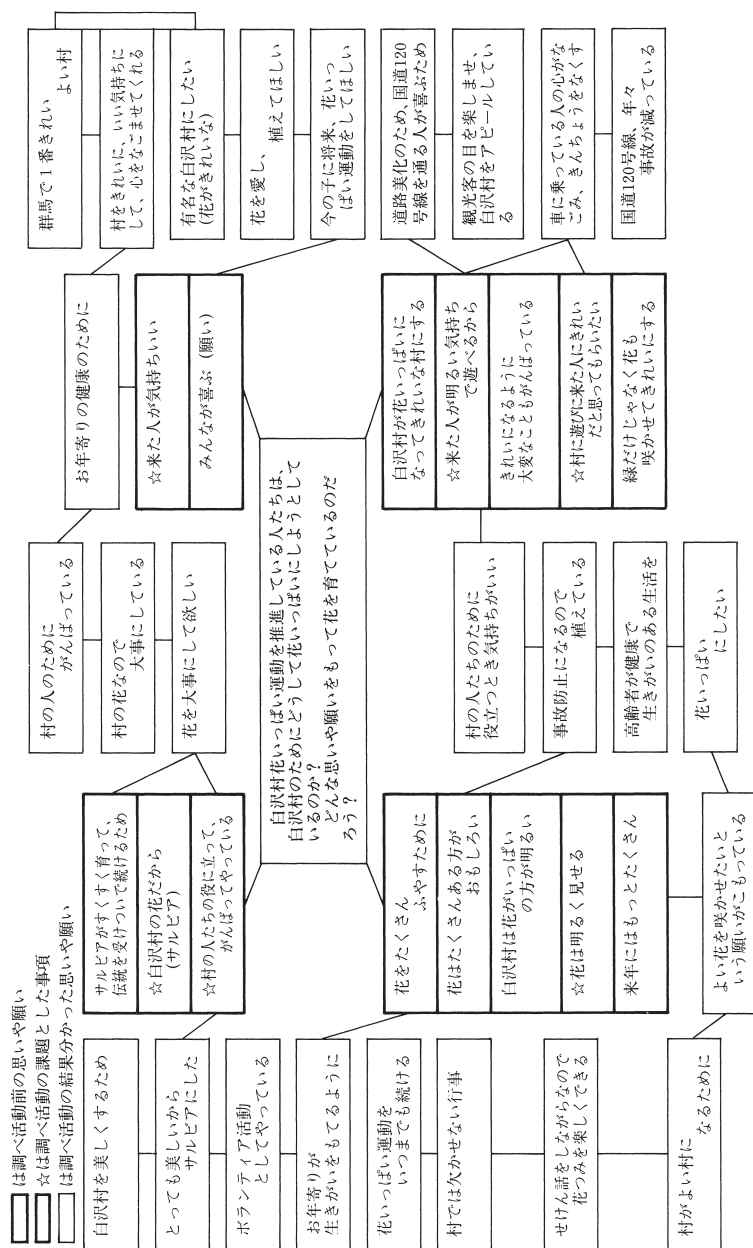 は調べ活動前の思いや願い
☆は調べ活動の課題とした事項
は調べ活動の結果分かった思いや願い
白沢村を美しくするため
とっても美しいから
サルビアにした
ボランティア活動
としてやっている
お年寄りが
生きがいをもてるように
花いっぱい運動を
いつまでも続ける
村では欠かせない行事
せけん話をしながらなので
花つみを楽しくできる
村がよい村に
なるために
サルビアがすくすく育って、
伝統を受けついで続けるため
☆白沢村の花だから
(サルビア)
☆村の人たちの役に立って、
がんばってやっている
花をたくさん
ふやすために
花はたくさんある方が
おもしろい
白沢村は花がいっぱい
の方が明るい
☆花は明るく見せる
来年にはもっとたくさん
よい花を咲かせたいと
いう願いがこもっている
村の人のために
がんばっている
村の花なので
大事にしている
花を大事にして欲しい
白沢村花いっぱい運動を推進している人たちは、
白沢村のためにどうして花いっぱいにしようとして
いるのか?
どんな思いや願いをもって花を育てているのだ
ろう?
村の人たちのために
役立つとき気持ちがいい
事故防止になるので
植えている
高齢者が健康で
生きがいのある生活を
花いっぱい
にしたい
お年寄りの健康のために
☆来た人が気持ちいい
みんなが喜ぶ(願い)
白沢村が花いっぱいに
なってきれいな村にする
☆来た人が明るい気持ち
で遊べるから
きれいになるように
大変なこともがんばっている
☆村に遊びに来た人にきれい
だと思ってもらいたい
緑だけじゃなく花も
咲かせてきれいにする
群馬で1番きれい
よい村
村をきれいに、いい気持ちに
して、心をなごませてくれる
有名な白沢村にしたい
(花がきれいな)
花を愛し、
植えてほしい
今の子に将来、花いっ
ぱい運動をしてほしい
道路美化のため、国道120
号線を通る人が喜ぶため
観光客の目を楽しませ、
白沢村をアピールしてい
る
車に乗っている人の心がな
ごみ、きんちょうをなくす
国道120号線、年々
事故が減っている